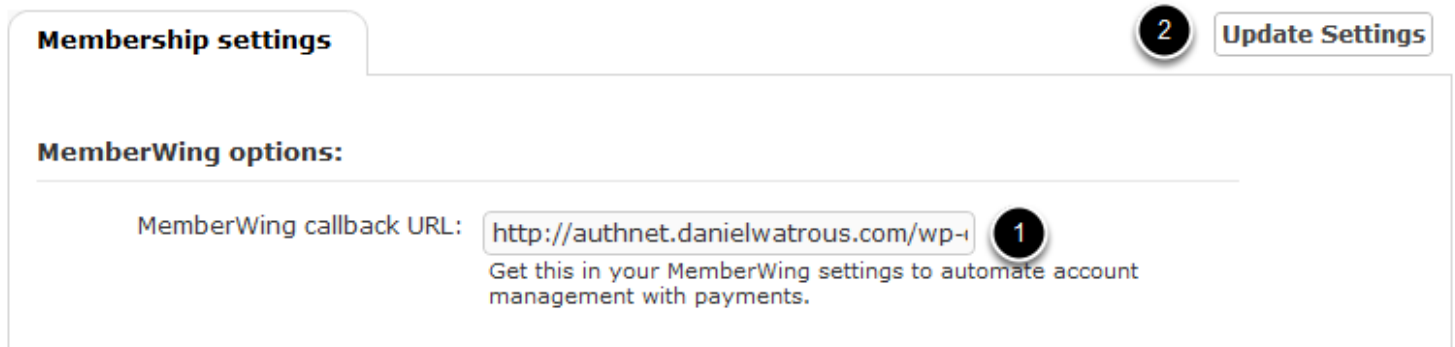 Membership settings
2
Update Settings
MemberWing options:
MemberWing callback URL:
http://authnet.danielwatrous.com/wp-
1
Get this in your MemberWing settings to automate account
management with payments.